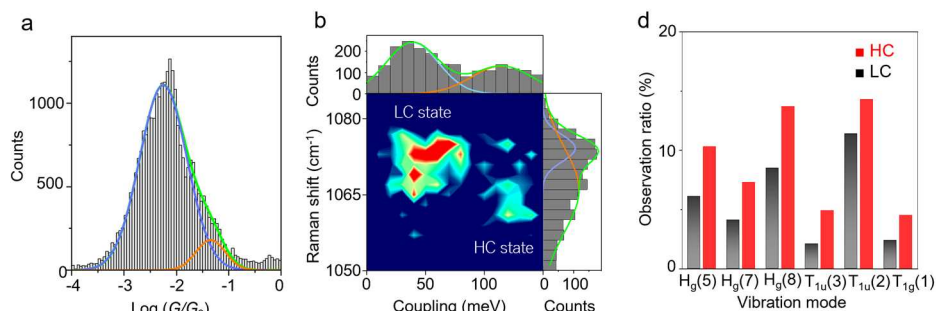 a
1000
500
0
Counts
-4
-3
-2
-1
0
Log (G/G₀)
b
200
100
0
Counts
1080
1065
1050
Raman shift (cm⁻¹)
LC state
HC state
0
50
100
Coupling (meV)
0
100
Counts
d
20
10
0
Observation ratio (%)
HC
LC
Hg(5) Hg(7) Hg(8) T1u(3) T1u(2) T1g(1)
Vibration mode